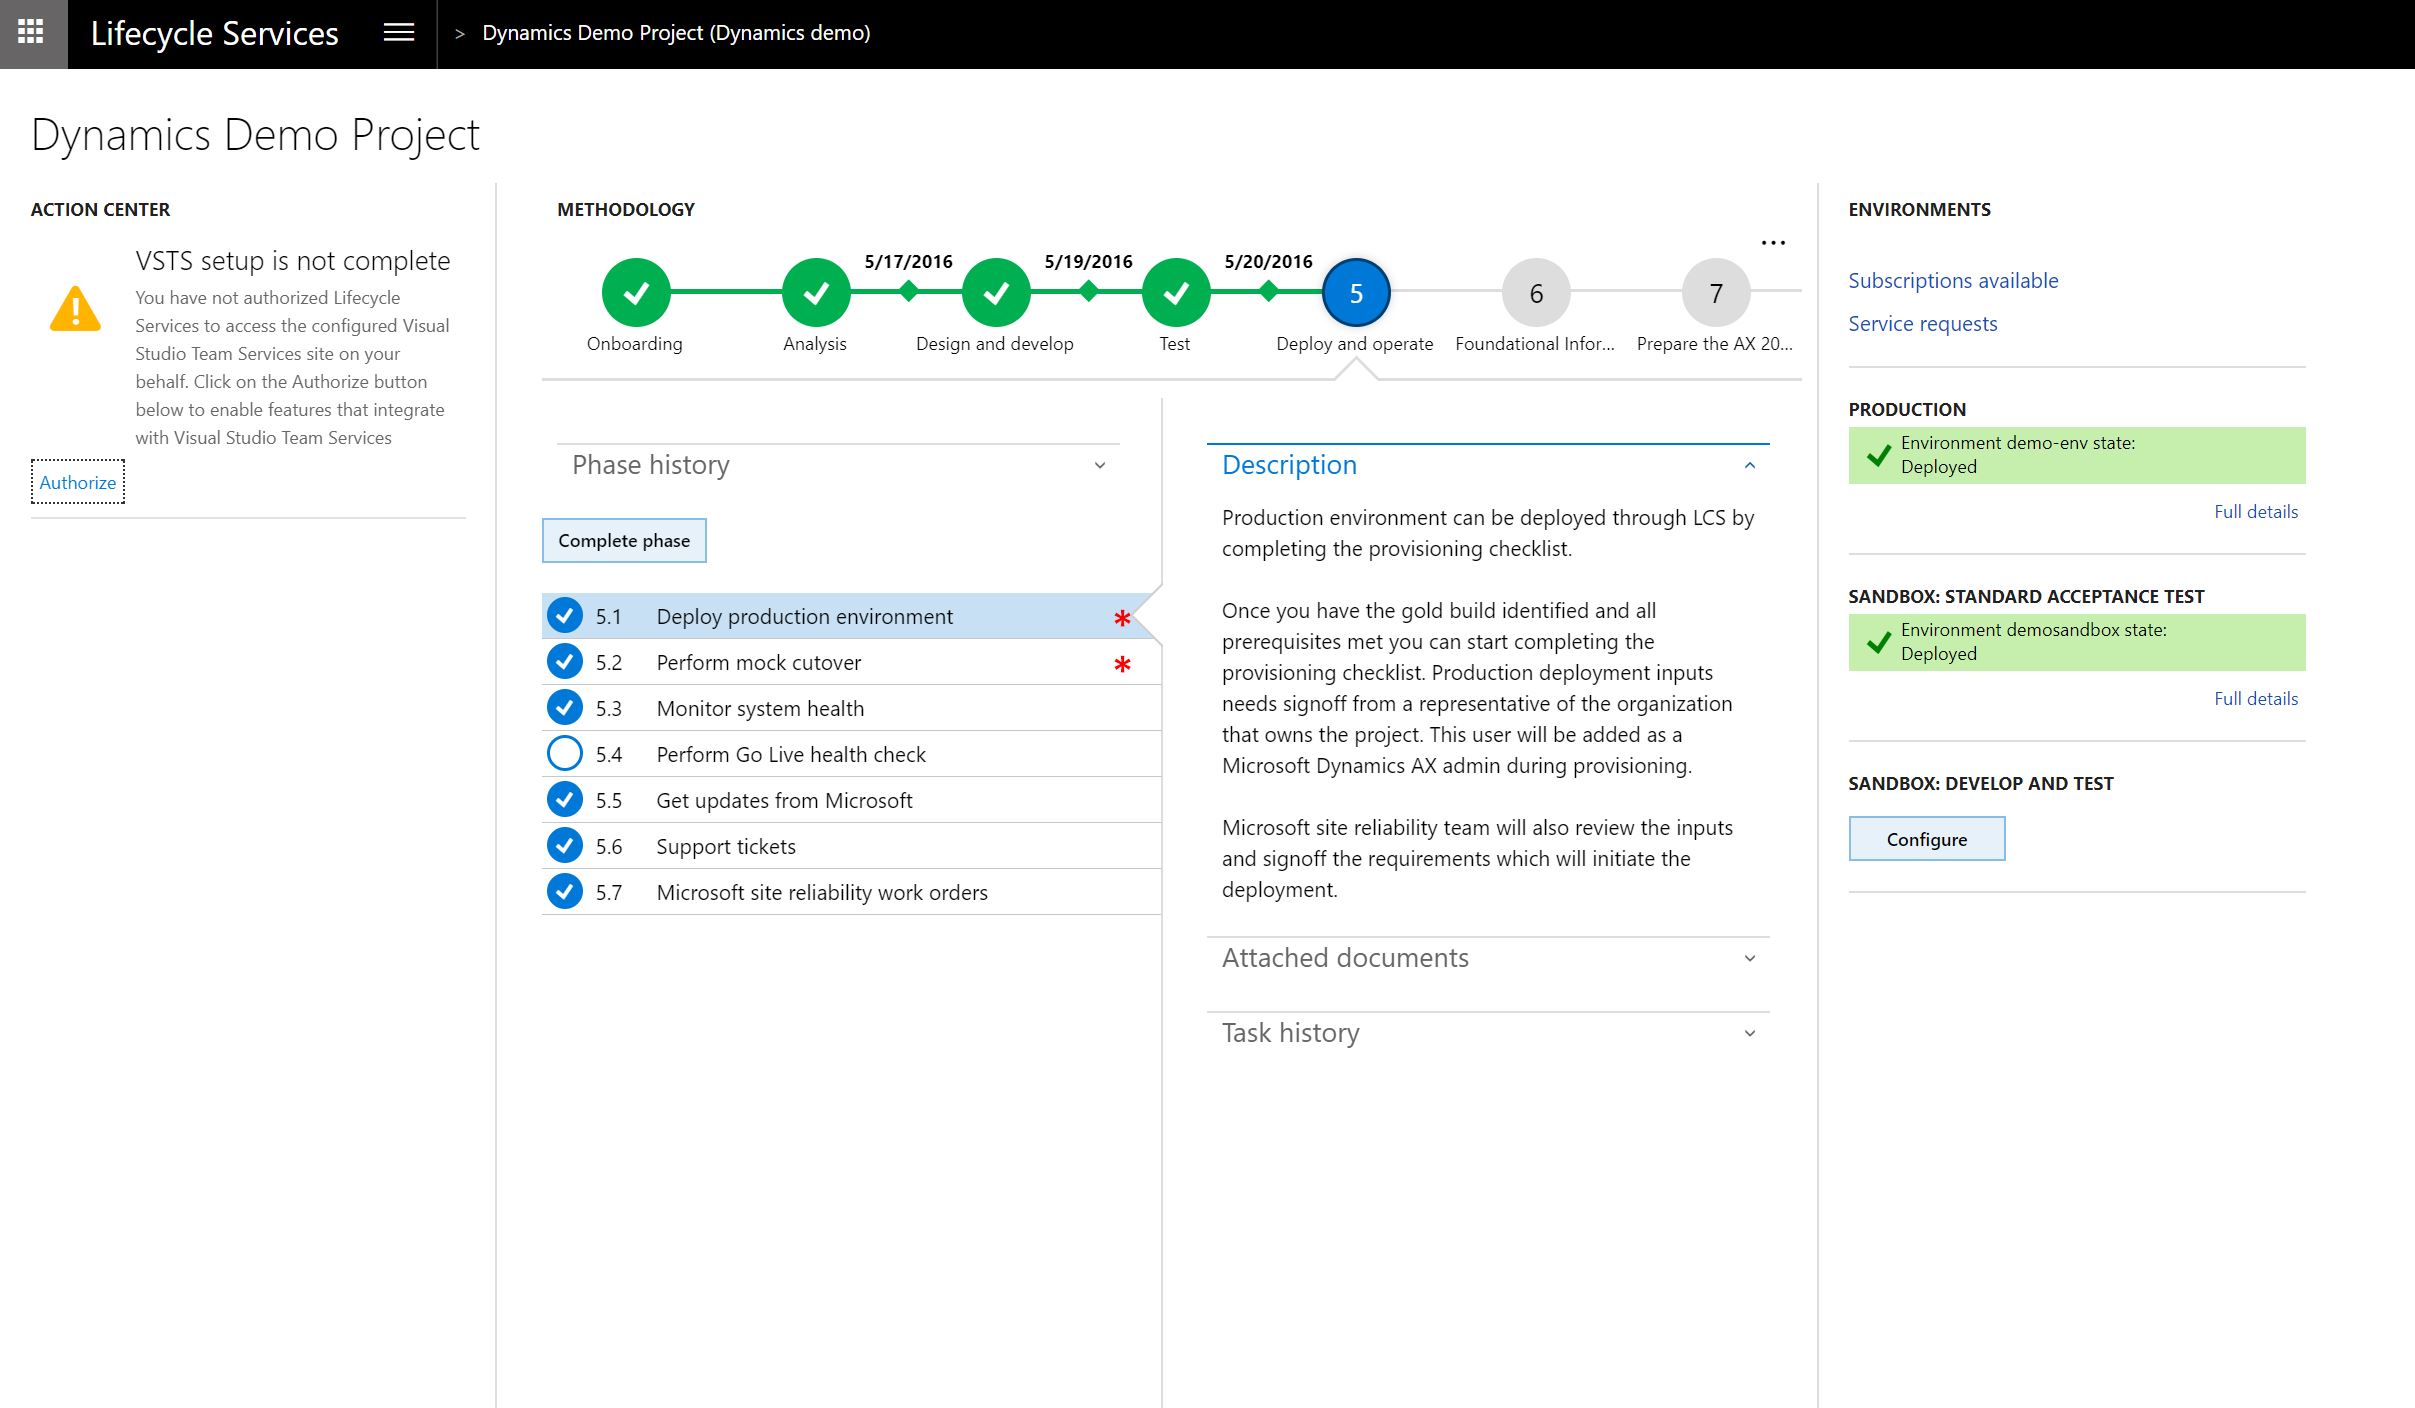 Lifecycle Services
> Dynamics Demo Project (Dynamics demo)
Dynamics Demo Project
ACTION CENTER
VSTS setup is not complete
You have not authorized Lifecycle
Services to access the configured Visual
Studio Team Services site on your
behalf. Click on the Authorize button
below to enable features that integrate
with Visual Studio Team Services
Authorize
METHODOLOGY
...
5/17/2016 5/19/2016 5/20/2016
5 6 7
Onboarding Analysis Design and develop Test Deploy and operate Foundational Infor... Prepare the AX 20...
Phase history
Complete phase
5.1 Deploy production environment *
5.2 Perform mock cutover *
5.3 Monitor system health
5.4 Perform Go Live health check
5.5 Get updates from Microsoft
5.6 Support tickets
5.7 Microsoft site reliability work orders
Description
Production environment can be deployed through LCS by
completing the provisioning checklist.
Once you have the gold build identified and all
prerequisites met you can start completing the
provisioning checklist. Production deployment inputs
needs signoff from a representative of the organization
that owns the project. This user will be added as a
Microsoft Dynamics AX admin during provisioning.
Microsoft site reliability team will also review the inputs
and signoff the requirements which will initiate the
deployment.
Attached documents
Task history
ENVIRONMENTS
Subscriptions available
Service requests
PRODUCTION
Environment demo-env state:
Deployed
Full details
SANDBOX: STANDARD ACCEPTANCE TEST
Environment demosandbox state:
Deployed
Full details
SANDBOX: DEVELOP AND TEST
Configure